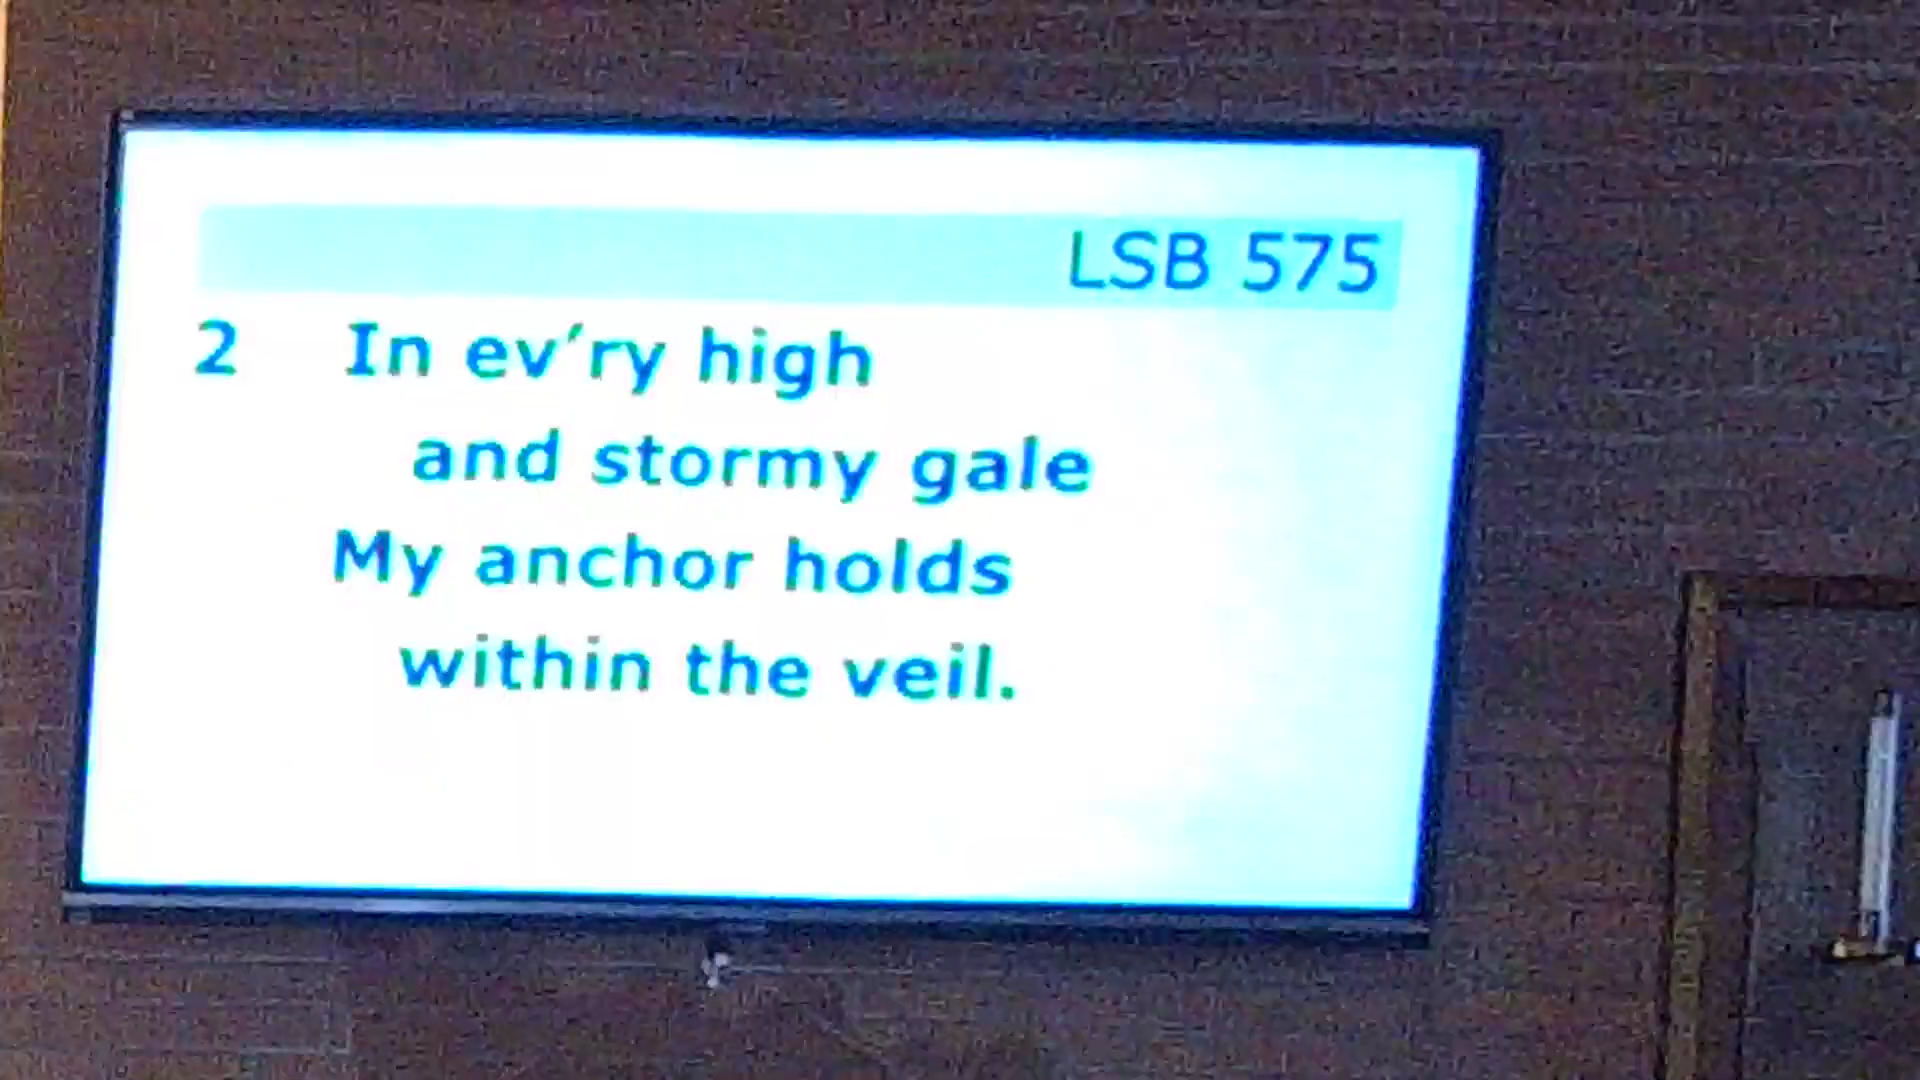 LSB 575
2 In ev'ry high
and stormy gale
My anchor holds
within the veil.